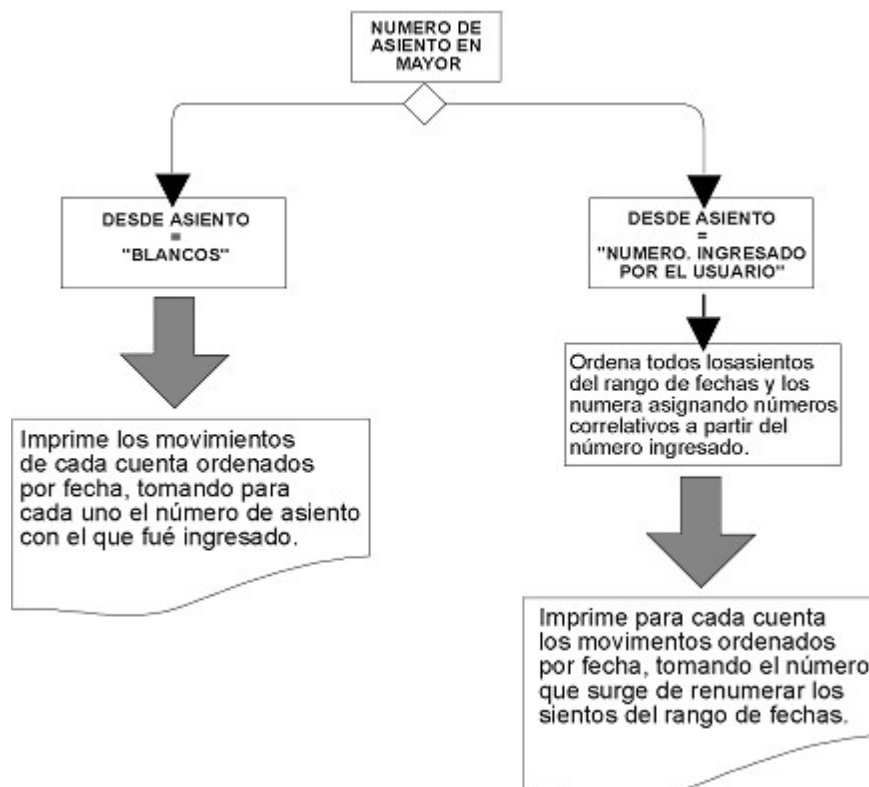 NUMERO DE
ASIENTO EN
MAYOR
DESDE ASIENTO
=
"BLANCOS"
Imprime los movimientos
de cada cuenta ordenados
por fecha, tomando para
cada uno el número de asiento
con el que fué ingresado.
DESDE ASIENTO
=
"NUMERO. INGRESADO
POR EL USUARIO"
Ordena todos losasientos
del rango de fechas y los
numera asignando números
correlativos a partir del
número ingresado.
Imprime para cada cuenta
los movimentos ordenados
por fecha, tomando el número
que surge de renumerar los
sientos del rango de fechas.